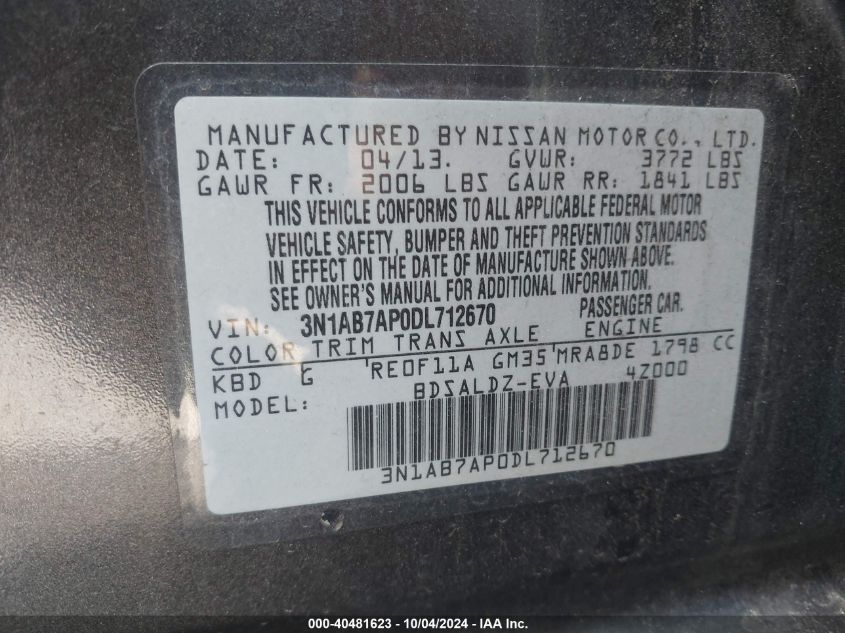 MANUFACTURED BY NISSAN MOTOR CO., LTD.
DATE: 04/13. GVWR: 3772 LBS
GAWR FR: 2006 LBS GAWR RR: 1841 LBS
THIS VEHICLE CONFORMS TO ALL APPLICABLE FEDERAL MOTOR
VEHICLE SAFETY, BUMPER AND THEFT PREVENTION STANDARDS
IN EFFECT ON THE DATE OF MANUFACTURE SHOWN ABOVE.
SEE OWNER'S MANUAL FOR ADDITIONAL INFORMATION.
VIN: 3N1AB7AP0DL712670 PASSENGER CAR.
COLOR TRIM TRANS AXLE ENGINE
KBD G RE0F11A GM35 MRA8DE 1798 CC
MODEL: BDSALDZ-EVA 4Z000
3N1AB7AP0DL712670
000-40481623 - 10/04/2024 - IAA Inc.